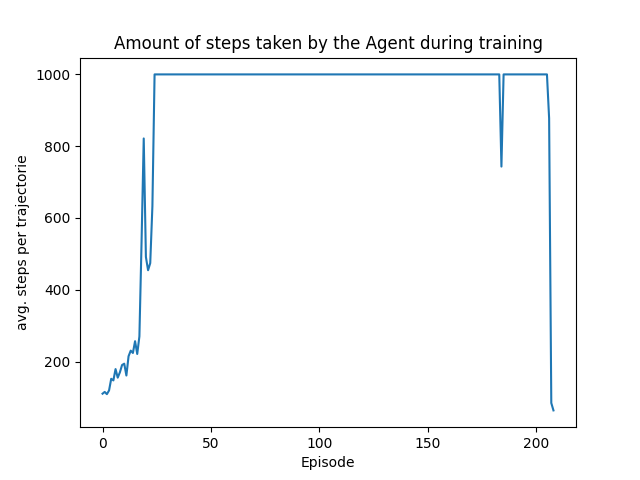 Amount of steps taken by the Agent during training
1000
800
600
400
200
avg. steps per trajectorie
0 50 100 150 200
Episode